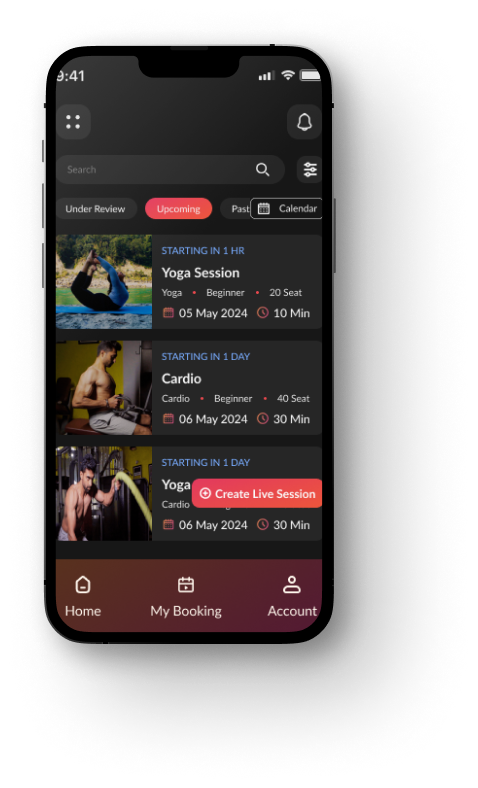 9:41
Search
Under Review
Upcoming
Past
Calendar
STARTING IN 1 HR
Yoga Session
Yoga • Beginner • 20 Seat
05 May 2024 10 Min
STARTING IN 1 DAY
Cardio
Cardio • Beginner • 40 Seat
06 May 2024 30 Min
STARTING IN 1 DAY
Yoga
Create Live Session
Cardio
06 May 2024 30 Min
Home
My Booking
Account